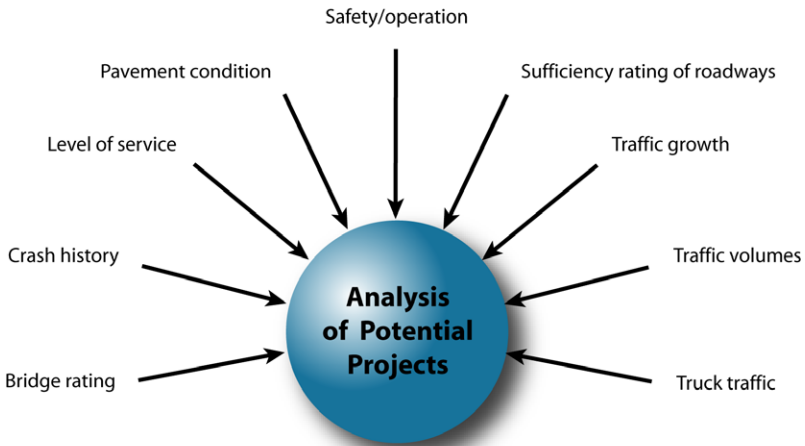 Safety/operation
Pavement condition
Sufficiency rating of roadways
Level of service
Traffic growth
Crash history
Traffic volumes
Analysis
of Potential
Projects
Bridge rating
Truck traffic